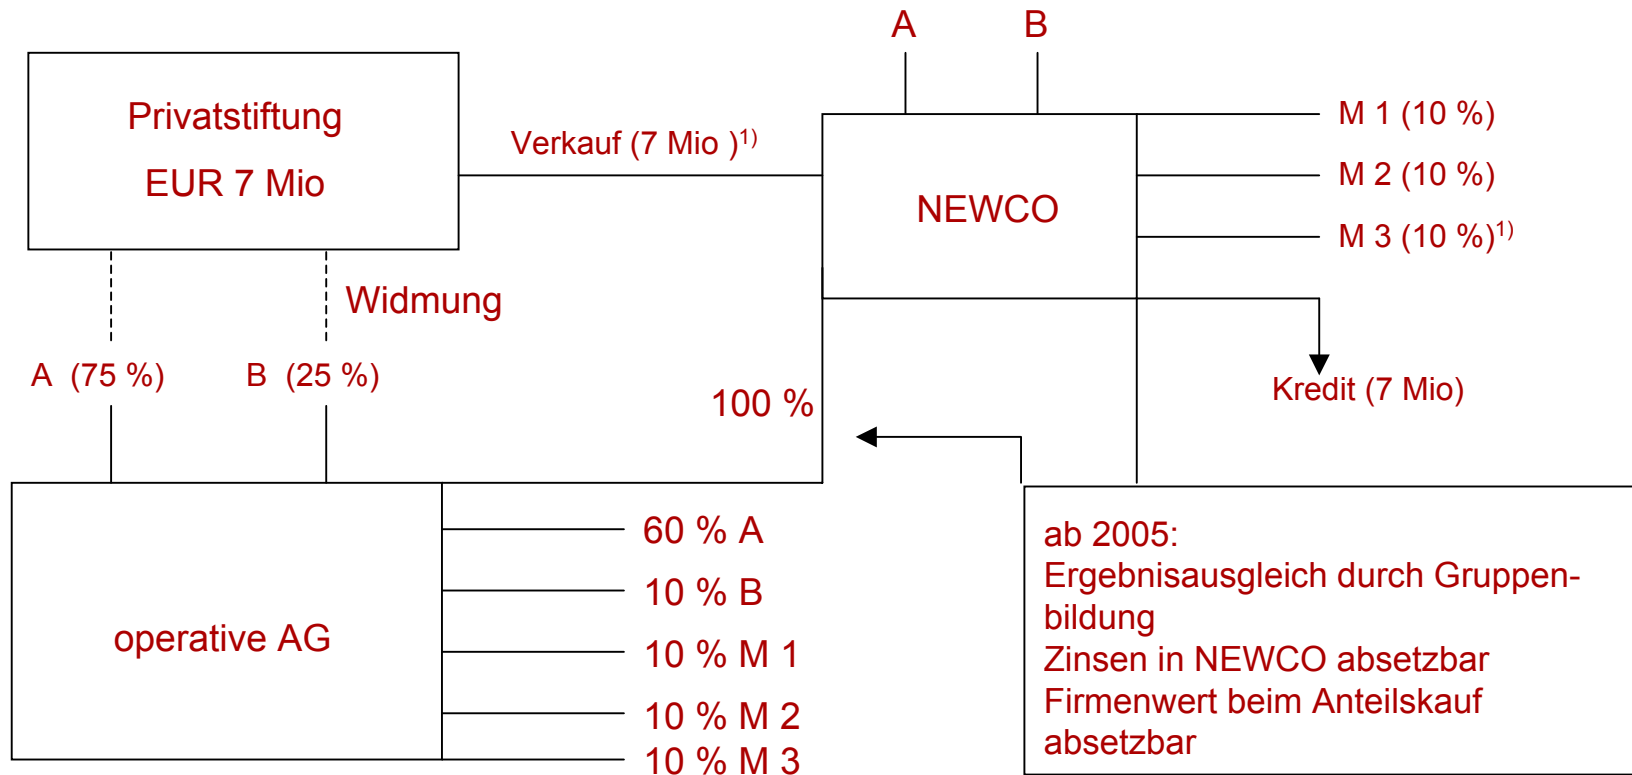 A
B
Privatstiftung
EUR 7 Mio
Verkauf (7 Mio )1)
NEWCO
M 1 (10 %)
M 2 (10 %)
M 3 (10 %)1)
Widmung
A (75 %)
B (25 %)
100 %
Kredit (7 Mio)
operative AG
60 % A
10 % B
10 % M 1
10 % M 2
10 % M 3
ab 2005:
Ergebnisausgleich durch Gruppen-
bildung
Zinsen in NEWCO absetzbar
Firmenwert beim Anteilskauf
absetzbar